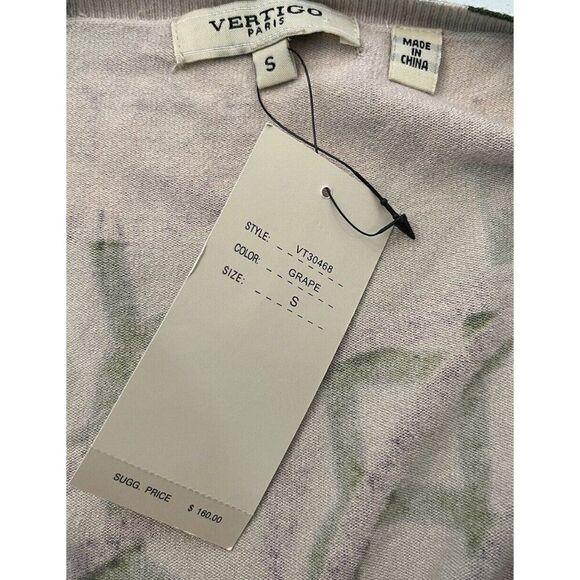 VERTIGO
PARIS
S
MADE
IN
CHINA
STYLE: VT30468
COLOR: GRAPE
SIZE: S
SUGG. PRICE $ 160.00